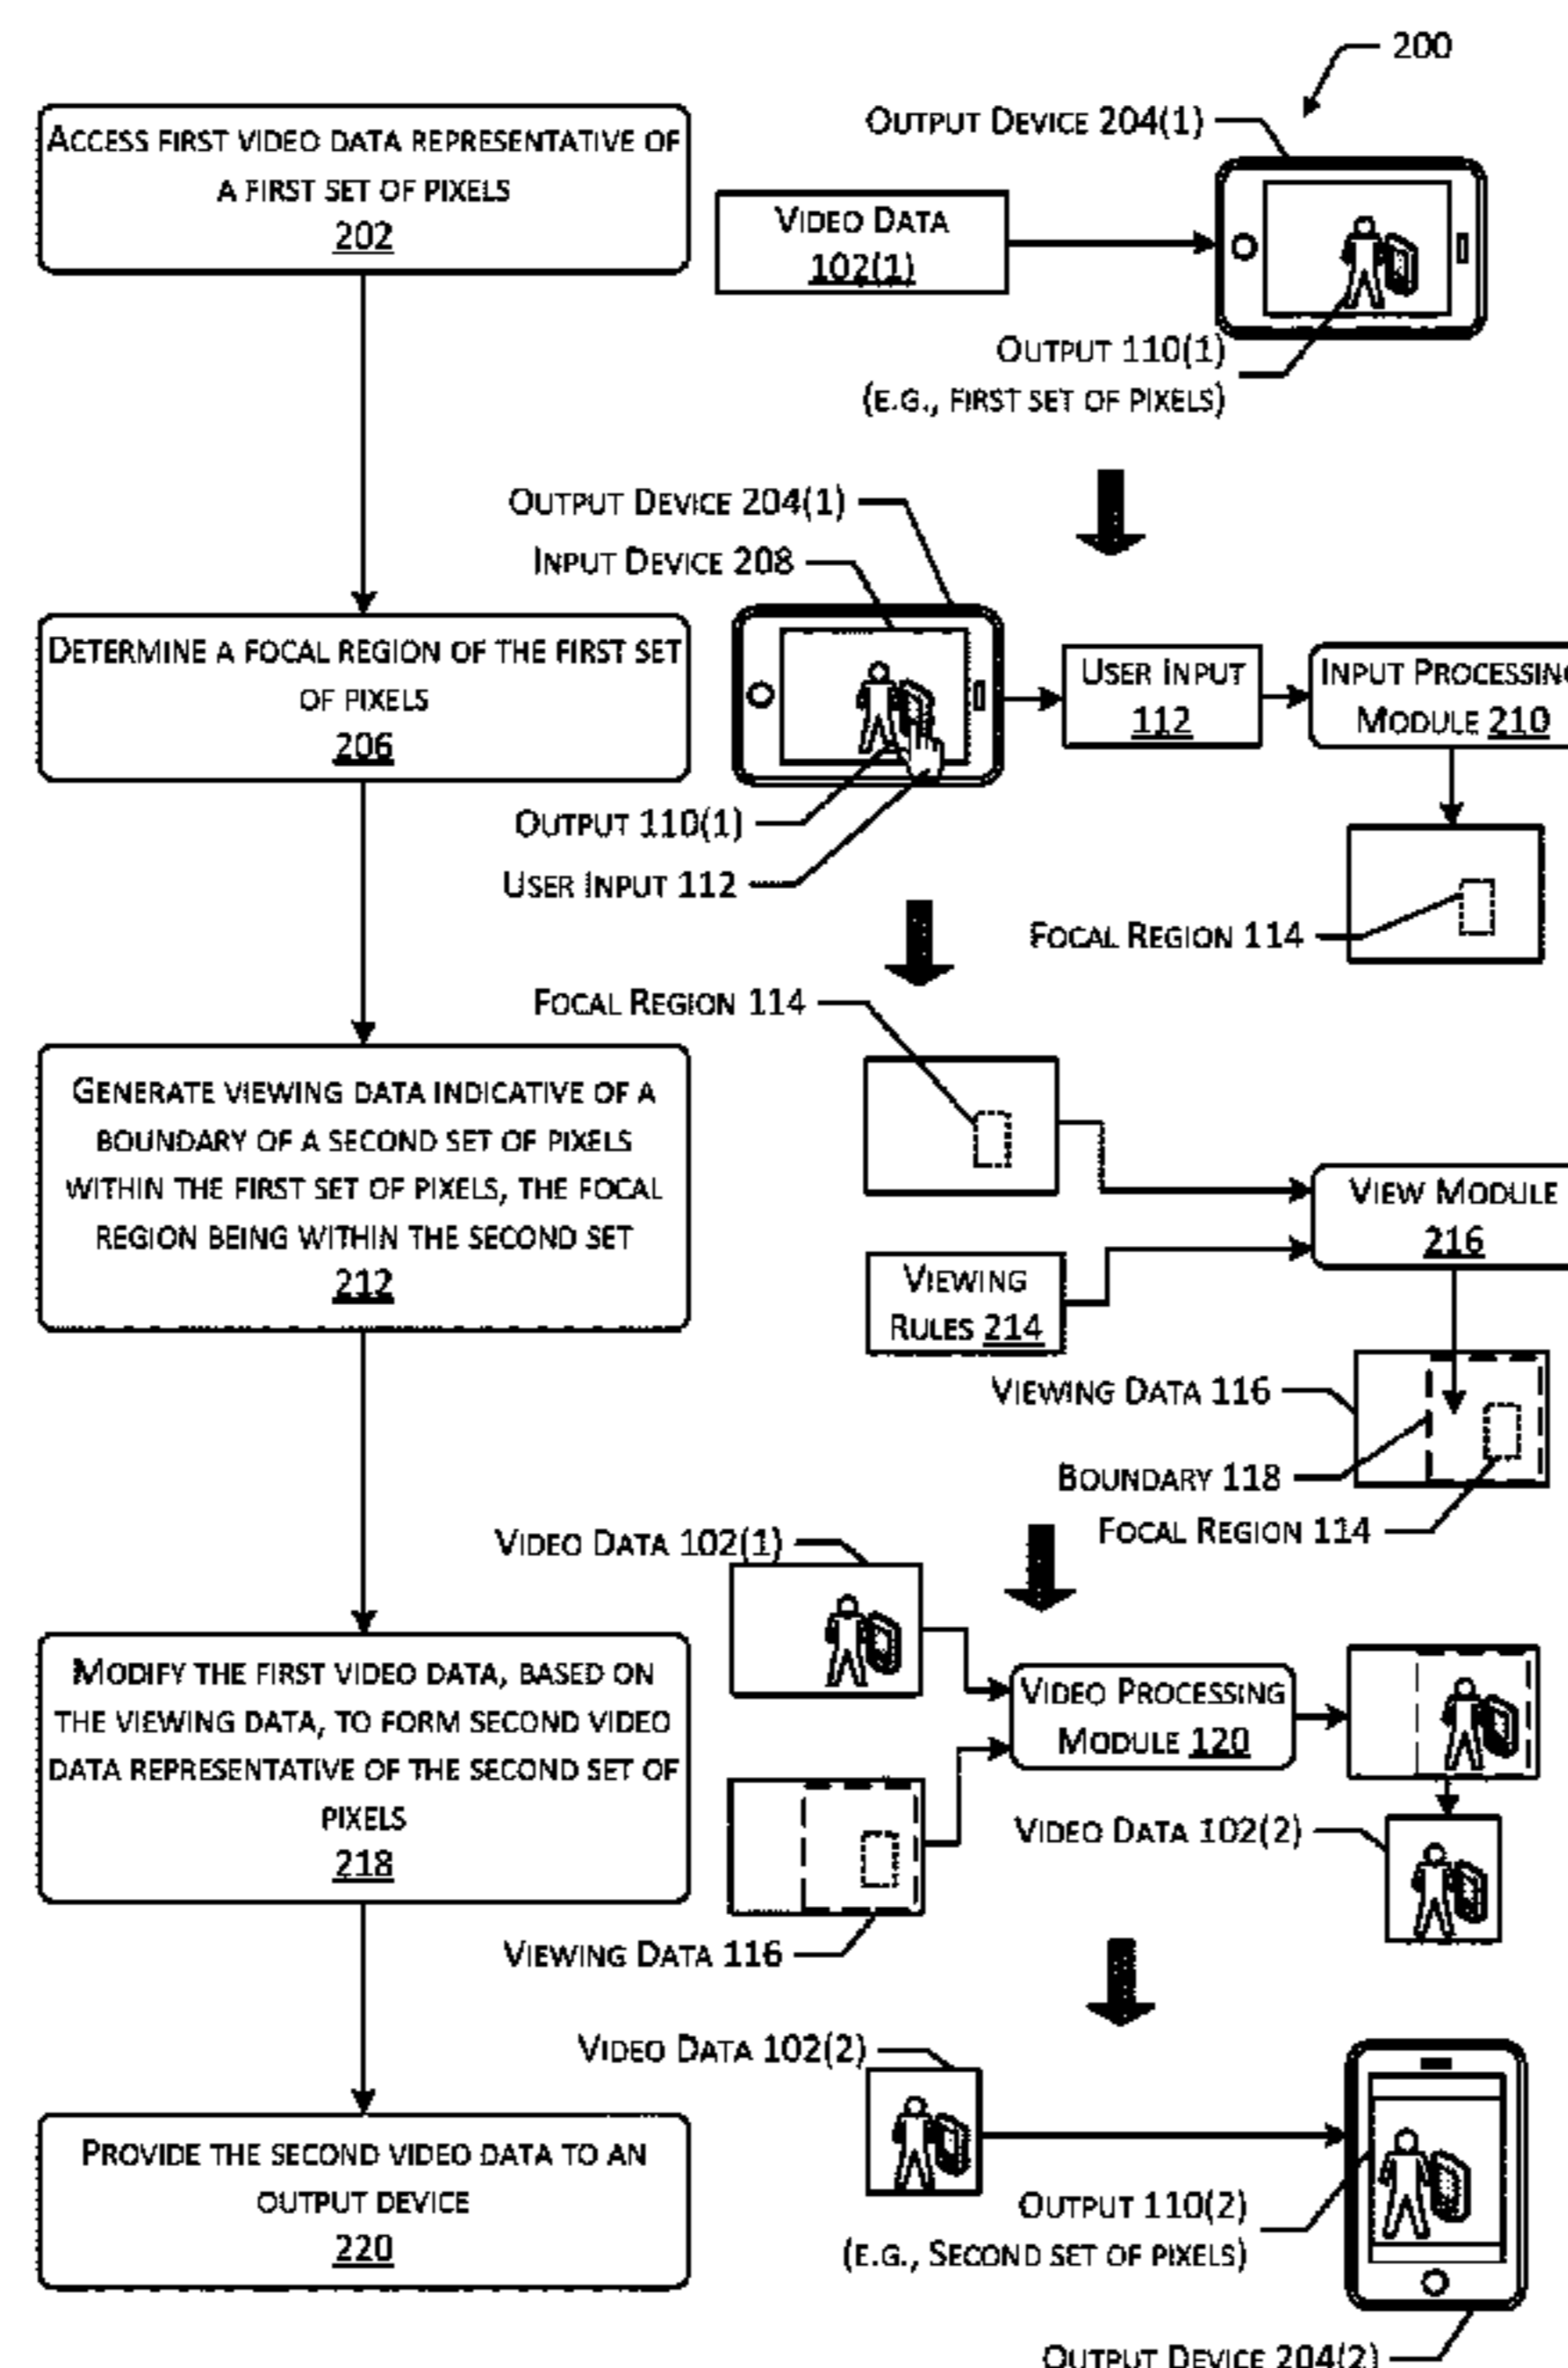 200
OUTPUT DEVICE 204(1)
ACCESS FIRST VIDEO DATA REPRESENTATIVE OF
A FIRST SET OF PIXELS
202
VIDEO DATA
102(1)
OUTPUT 110(1)
(E.G., FIRST SET OF PIXELS)
OUTPUT DEVICE 204(1)
INPUT DEVICE 208
DETERMINE A FOCAL REGION OF THE FIRST SET
OF PIXELS
206
USER INPUT
112
INPUT PROCESSING
MODULE 210
OUTPUT 110(1)
USER INPUT 112
FOCAL REGION 114
FOCAL REGION 114
GENERATE VIEWING DATA INDICATIVE OF A
BOUNDARY OF A SECOND SET OF PIXELS
WITHIN THE FIRST SET OF PIXELS, THE FOCAL
REGION BEING WITHIN THE SECOND SET
212
VIEW MODULE
216
VIEWING
RULES 214
VIEWING DATA 116
BOUNDARY 118
FOCAL REGION 114
VIDEO DATA 102(1)
MODIFY THE FIRST VIDEO DATA, BASED ON
THE VIEWING DATA, TO FORM SECOND VIDEO
DATA REPRESENTATIVE OF THE SECOND SET OF
PIXELS
218
VIDEO PROCESSING
MODULE 120
VIDEO DATA 102(2)
VIEWING DATA 116
VIDEO DATA 102(2)
PROVIDE THE SECOND VIDEO DATA TO AN
OUTPUT DEVICE
220
OUTPUT 110(2)
(E.G., SECOND SET OF PIXELS)
OUTPUT DEVICE 204(2)